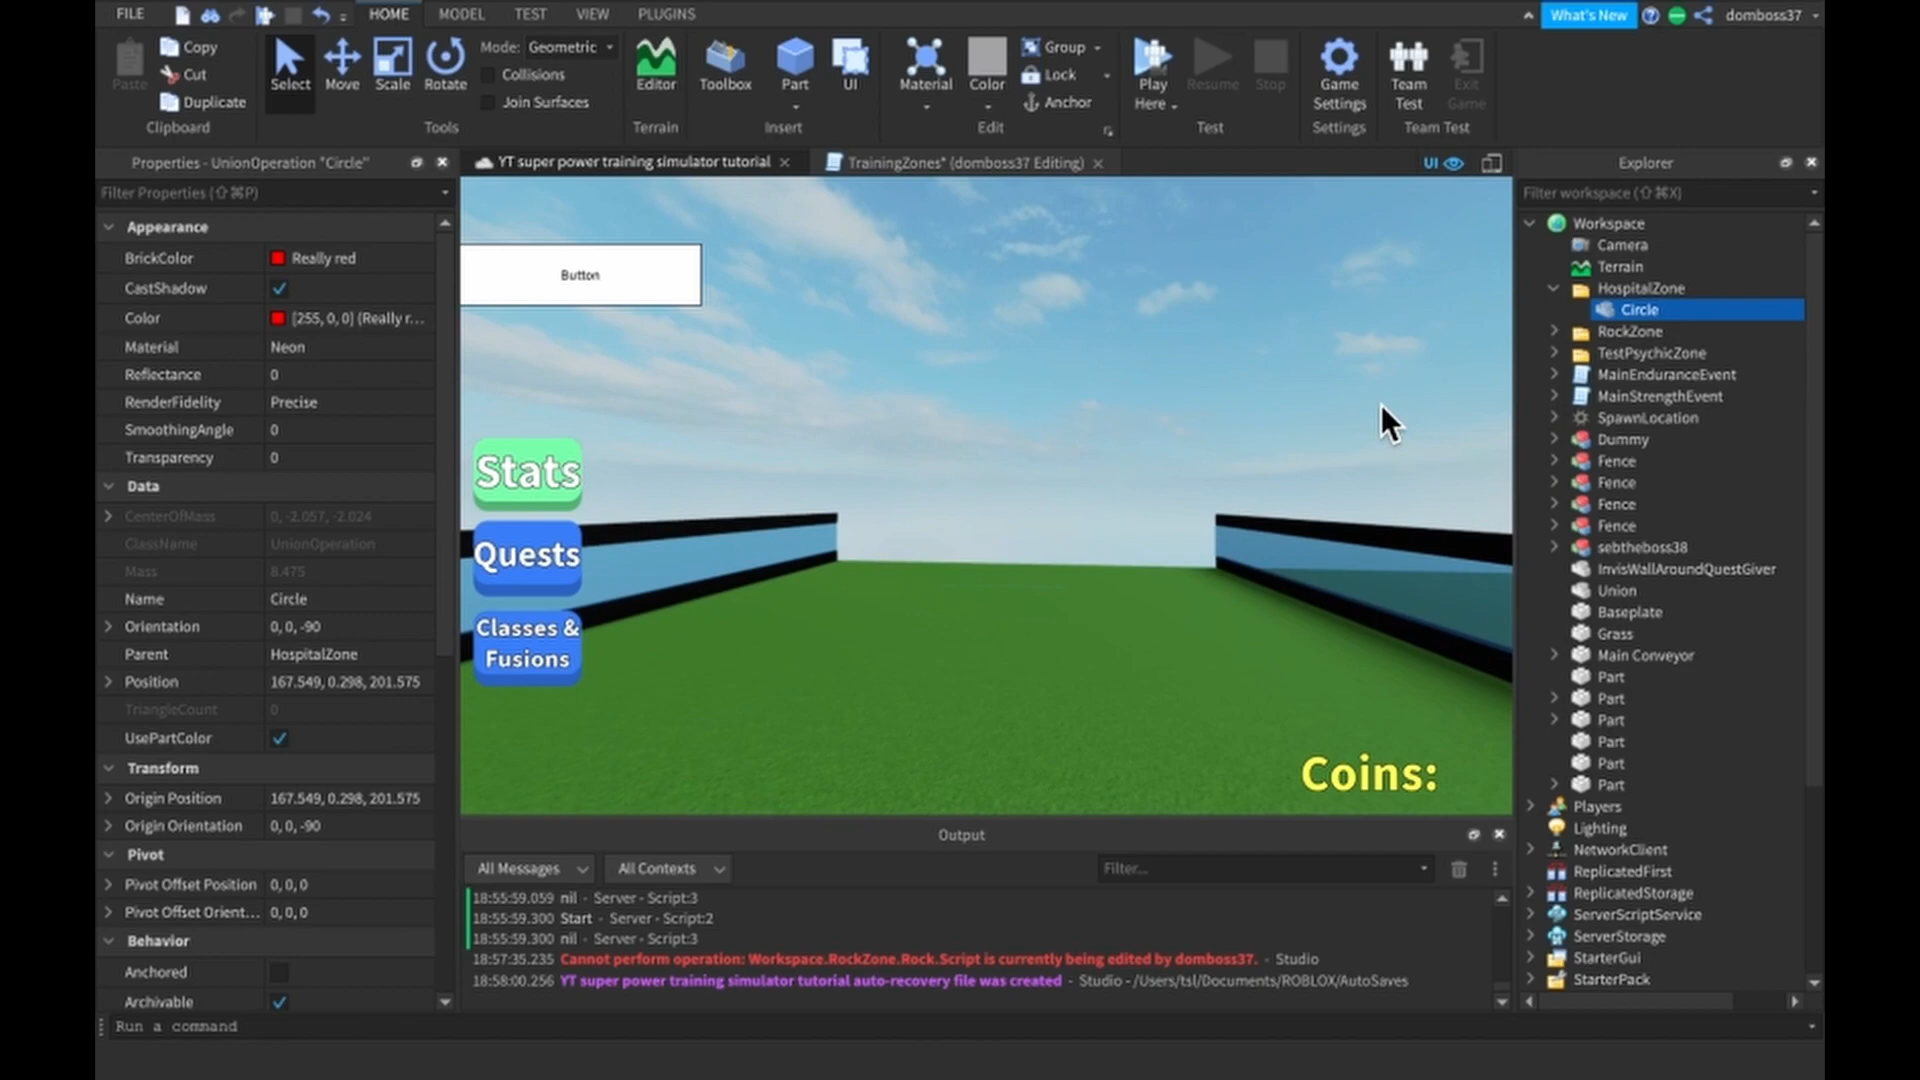 FILE
HOME
MODEL
TEST
VIEW
PLUGINS
What's New
domboss37
Paste
Copy
Cut
Duplicate
Clipboard
Select
Move
Scale
Rotate
Mode: Geometric
Collisions
Join Surfaces
Tools
Editor
Terrain
Toolbox
Part
UI
Insert
Material
Color
Group
Lock
Anchor
Edit
Play Here
Resume
Stop
Test
Game Settings
Settings
Team Test
Exit Game
Team Test
Properties - UnionOperation "Circle"
Filter Properties (⇧⌘P)
Appearance
BrickColor Really red
CastShadow
Color [255, 0, 0] (Really r...
Material Neon
Reflectance 0
RenderFidelity Precise
SmoothingAngle 0
Transparency 0
Data
CenterOfMass 0, -2.057, -2.024
ClassName UnionOperation
Mass 8.475
Name Circle
Orientation 0, 0, -90
Parent HospitalZone
Position 167.549, 0.298, 201.575
TriangleCount 0
UsePartColor
Transform
Origin Position 167.549, 0.298, 201.575
Origin Orientation 0, 0, -90
Pivot
Pivot Offset Position 0, 0, 0
Pivot Offset Orient... 0, 0, 0
Behavior
Anchored
Archivable
YT super power training simulator tutorial
TrainingZones* (domboss37 Editing)
UI
Button
Stats
Quests
Classes &
Fusions
Coins:
Output
All Messages
All Contexts
Filter...
18:55:59.059 nil - Server - Script:3
18:55:59.300 Start - Server - Script:2
18:55:59.300 nil - Server - Script:3
18:57:35.235 Cannot perform operation: Workspace.RockZone.Rock.Script is currently being edited by domboss37. - Studio
18:58:00.256 YT super power training simulator tutorial auto-recovery file was created - Studio - /Users/tsl/Documents/ROBLOX/AutoSaves
Explorer
Filter workspace (⇧⌘X)
Workspace
Camera
Terrain
HospitalZone
Circle
RockZone
TestPsychicZone
MainEnduranceEvent
MainStrengthEvent
SpawnLocation
Dummy
Fence
Fence
Fence
Fence
sebtheboss38
InvisWallAroundQuestGiver
Union
Baseplate
Grass
Main Conveyor
Part
Part
Part
Part
Part
Part
Players
Lighting
NetworkClient
ReplicatedFirst
ReplicatedStorage
ServerScriptService
ServerStorage
StarterGui
StarterPack
Run a command